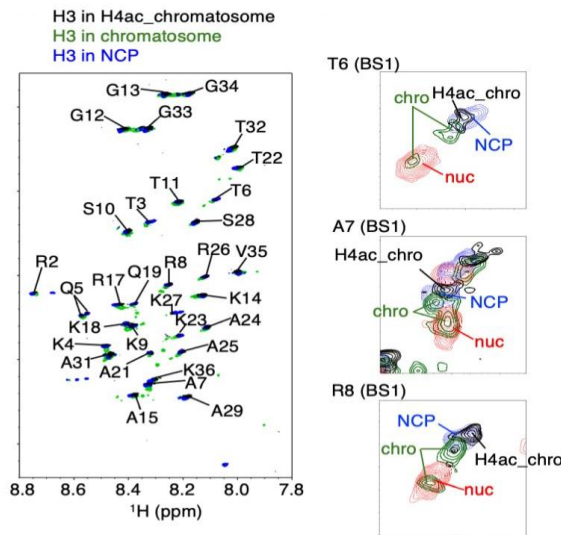 H3 in H4ac_chromatosome
H3 in chromatosome
H3 in NCP
G13 G34
G12 G33
T32
T22
T11
T3 T6
S10 S28
R2 Q5 R17 Q19 R8 R26 V35
K27 K14
K18 K9 K23 A24
K4
A31 A21 A25
K36
A7
A15 A29
8.8 8.6 8.4 8.2 8.0
¹H (ppm)
T6 (BS1)
chro H4ac_chro
NCP
nuc
A7 (BS1)
H4ac_chro
NCP
chro
nuc
R8 (BS1)
NCP
chro H4ac_chro
nuc